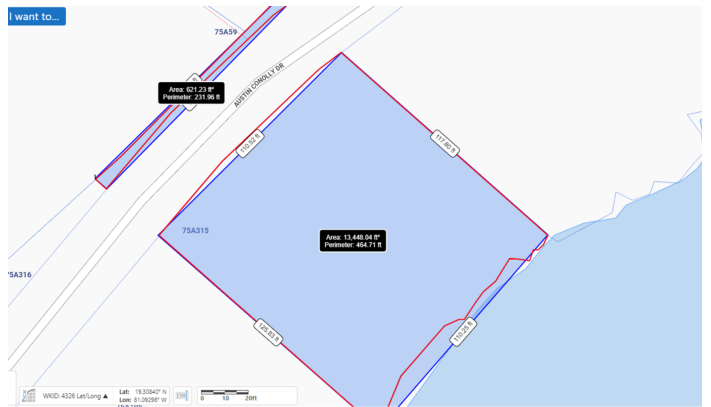 I want to...
75A59
Area: 621.23 ft²
Perimeter: 231.96 ft
AUSTIN CONOLLY DR
110.52 ft
117.80 ft
75A315
Area: 13,448.04 ft²
Perimeter: 464.71 ft
75A316
125.83 ft
110.25 ft
WKID: 4326 Lat/Long ▲
Lat: 19.30840° N
Lon: 81.09298° W
0 10 20ft